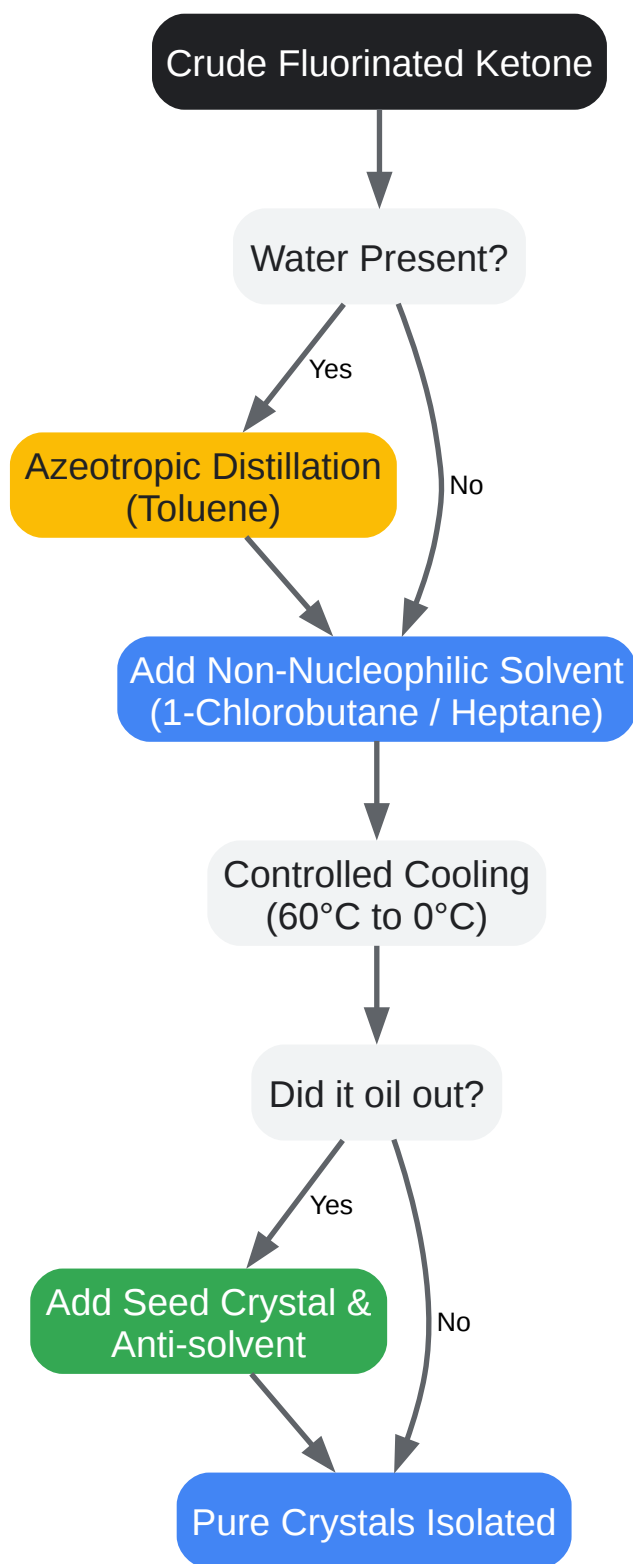 Crude Fluorinated Ketone
Water Present?
Yes
Azeotropic Distillation
(Toluene)
No
Add Non-Nucleophilic Solvent
(1-Chlorobutane / Heptane)
Controlled Cooling
(60°C to 0°C)
Did it oil out?
Yes
Add Seed Crystal &
Anti-solvent
No
Pure Crystals Isolated